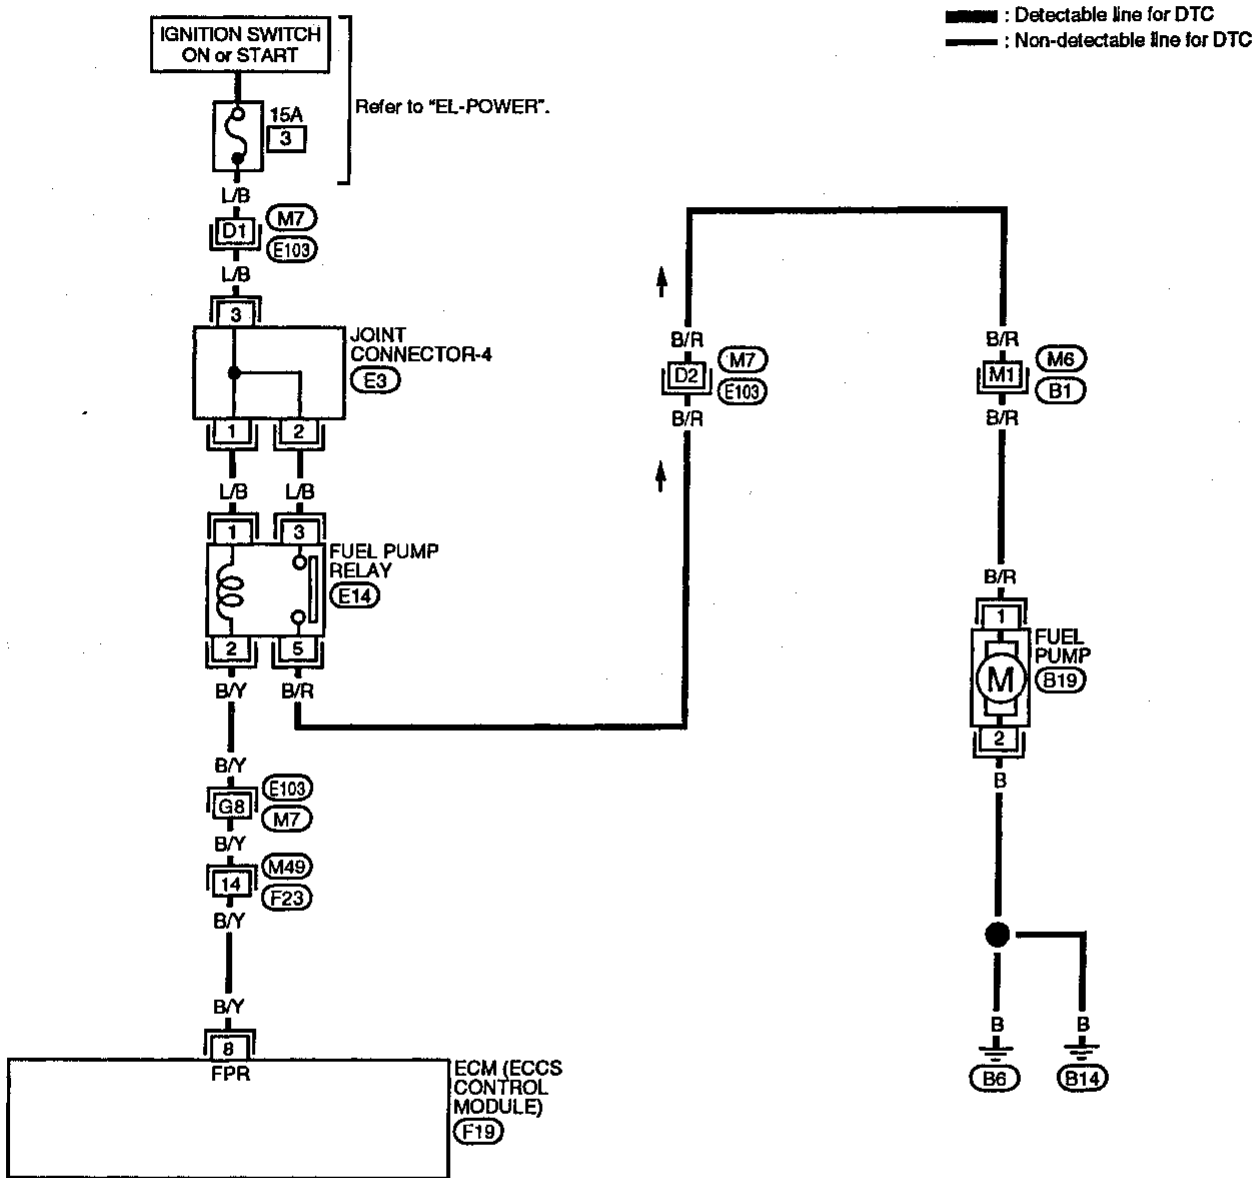 IGNITION SWITCH
ON or START
Refer to "EL-POWER".
15A
3
L/B
D1
M7
E103
L/B
3
JOINT
CONNECTOR-4
E3
1
2
L/B
L/B
1
3
FUEL PUMP
RELAY
E14
2
5
B/Y
B/R
B/Y
G8
E103
M7
B/Y
14
M49
F23
B/Y
B/Y
8
FPR
ECM (ECCS
CONTROL
MODULE)
F19
B/R
D2
M7
E103
B/R
: Detectable line for DTC
: Non-detectable line for DTC
B/R
M1
M6
B1
B/R
B/R
1
FUEL
PUMP
B19
M
2
B
B
B
B6
B14